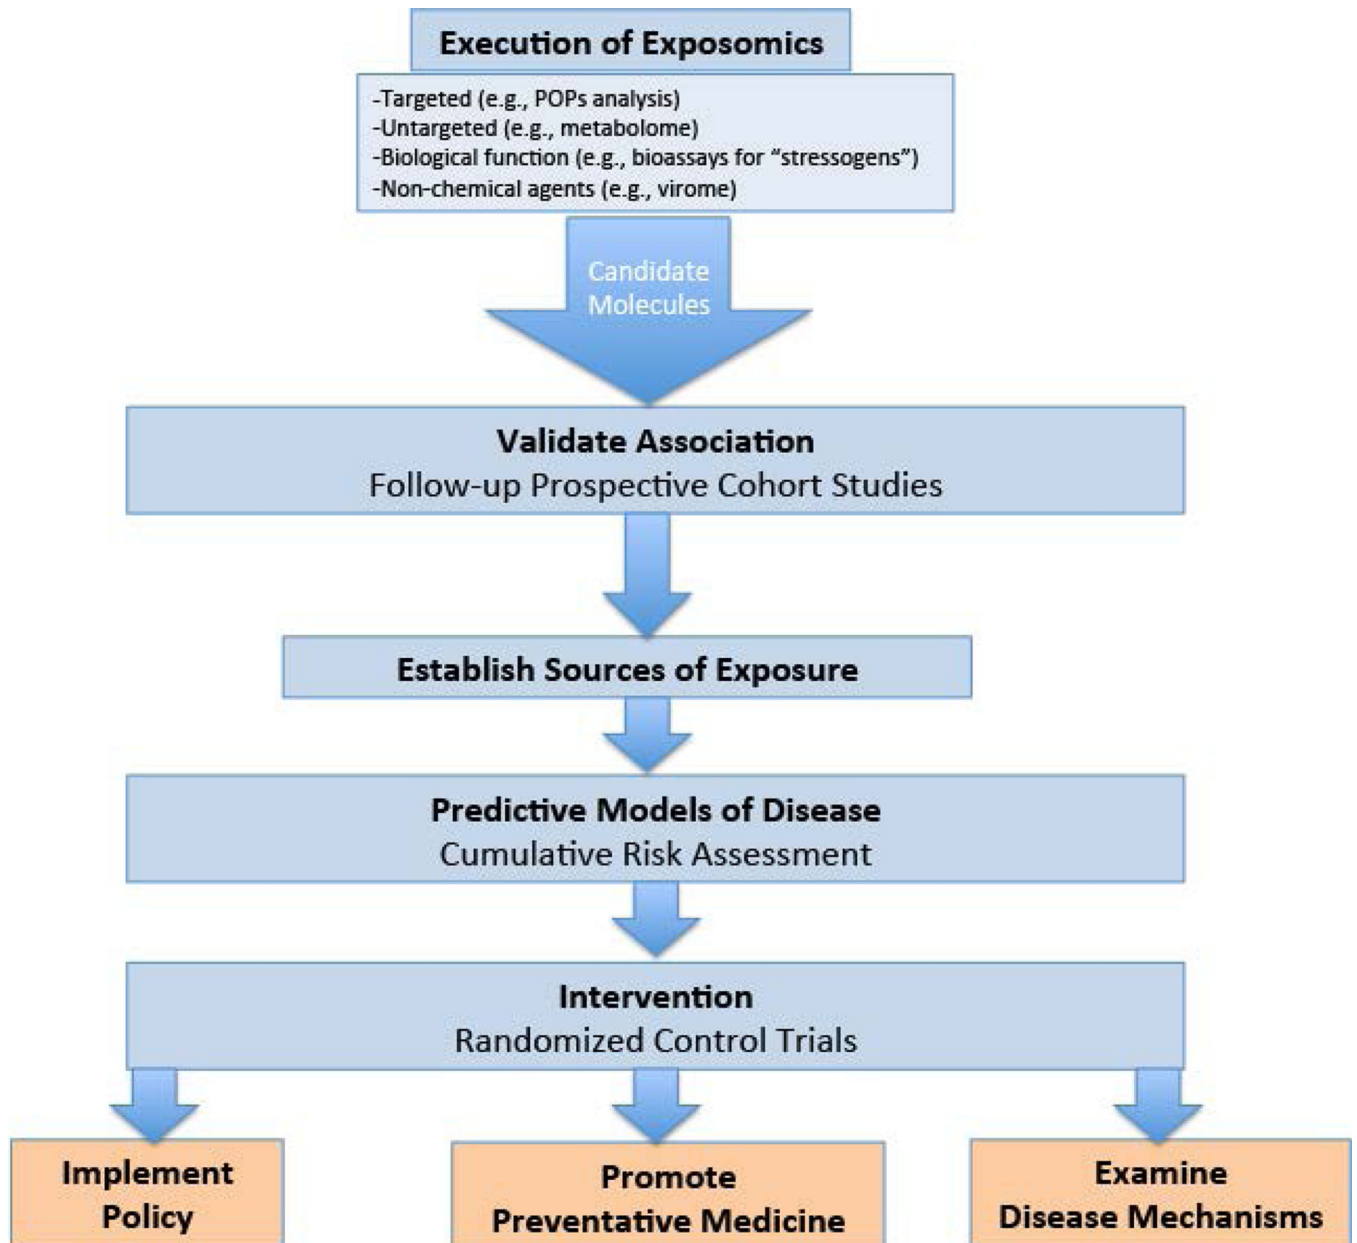 Execution of Exposomics
-Targeted (e.g., POPs analysis)
-Untargeted (e.g., metabolome)
-Biological function (e.g., bioassays for “stressogens”)
-Non-chemical agents (e.g., virome)
Candidate
Molecules
Validate Association
Follow-up Prospective Cohort Studies
Establish Sources of Exposure
Predictive Models of Disease
Cumulative Risk Assessment
Intervention
Randomized Control Trials
Implement
Policy
Promote
Preventative Medicine
Examine
Disease Mechanisms